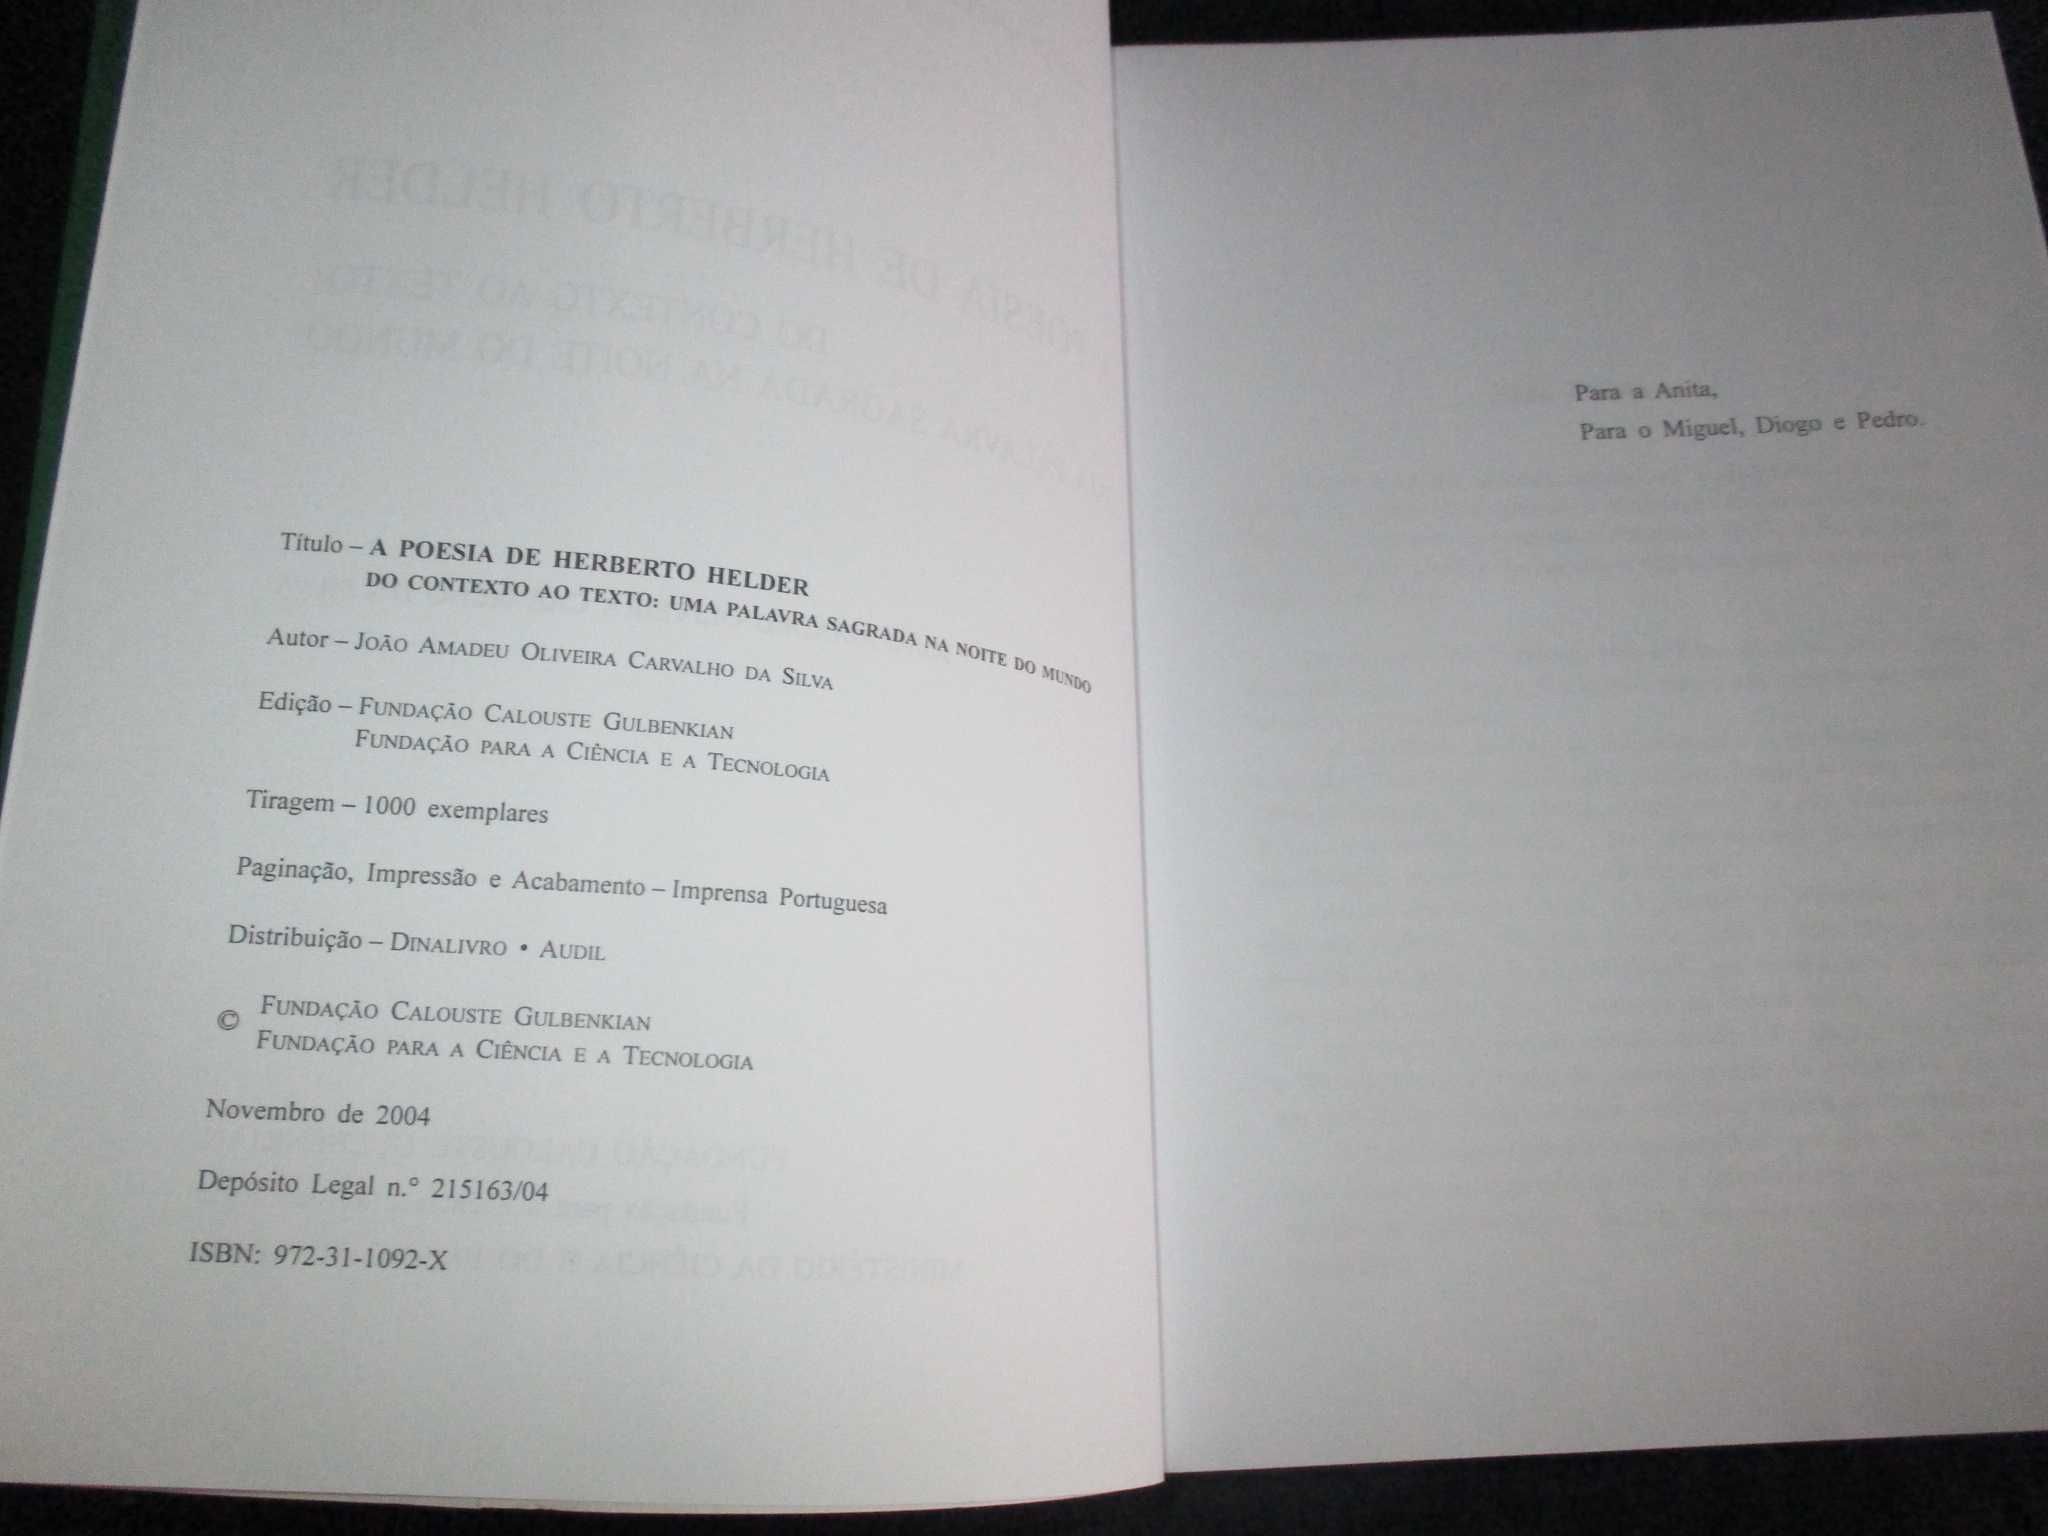 Título – A POESIA DE HERBERTO HELDER
DO CONTEXTO AO TEXTO: UMA PALAVRA SAGRADA NA NOITE DO MUNDO
Autor – JOÃO AMADEU OLIVEIRA CARVALHO DA SILVA
Edição – FUNDAÇÃO CALOUSTE GULBENKIAN
FUNDAÇÃO PARA A CIÊNCIA E A TECNOLOGIA
Tiragem – 1000 exemplares
Paginação, Impressão e Acabamento – Imprensa Portuguesa
Distribuição – DINALIVRO • AUDIL
© FUNDAÇÃO CALOUSTE GULBENKIAN
FUNDAÇÃO PARA A CIÊNCIA E A TECNOLOGIA
Novembro de 2004
Depósito Legal n.º 215163/04
ISBN: 972-31-1092-X
Para a Anita,
Para o Miguel, Diogo e Pedro.